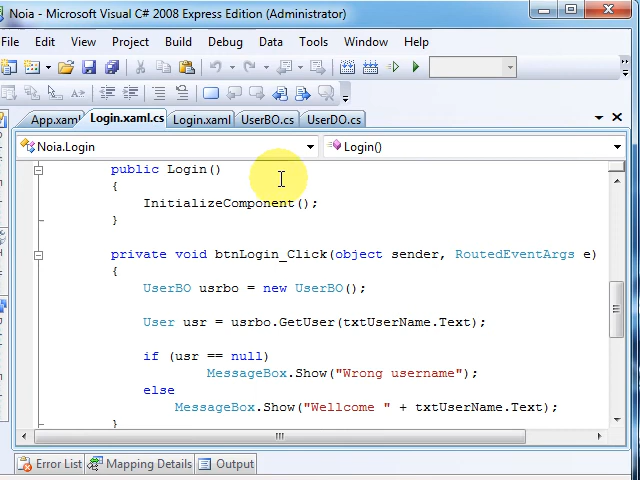 Noia - Microsoft Visual C# 2008 Express Edition (Administrator)
File Edit View Project Build Debug Data Tools Window Help
App.xaml Login.xaml.cs Login.xaml UserBO.cs UserDO.cs
Noia.Login Login()
public Login()
{
InitializeComponent();
}
private void btnLogin_Click(object sender, RoutedEventArgs e)
{
UserBO usrbo = new UserBO();
User usr = usrbo.GetUser(txtUserName.Text);
if (usr == null)
MessageBox.Show("Wrong username");
else
MessageBox.Show("Wellcome " + txtUserName.Text);
}
Error List Mapping Details Output